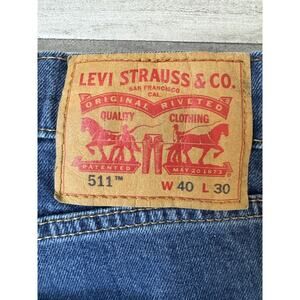 LEVI STRAUSS & CO.
SAN FRANCISCO
CAL.
ORIGINAL RIVETED
QUALITY CLOTHING
PATENTED MAY 20 1873
511™ W 40 L 30